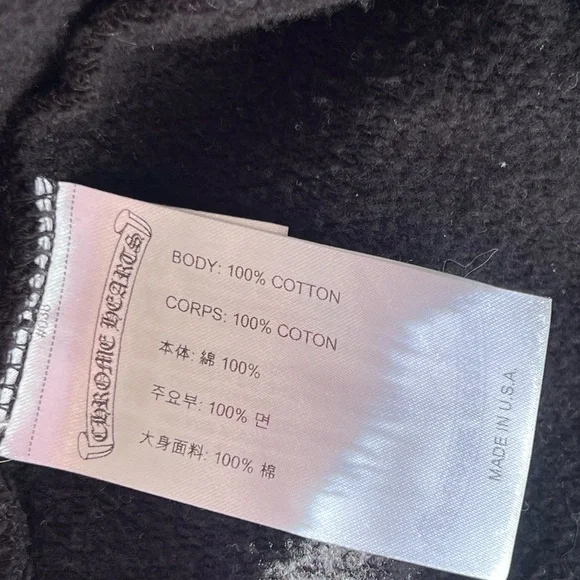 CHROME HEARTS
BODY: 100% COTTON
CORPS: 100% COTON
本体: 綿 100%
주요부: 100% 면
大身面料: 100% 棉
MADE IN U.S.A